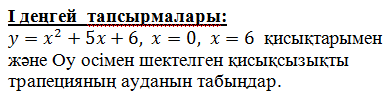 І деңгей тапсырмалары:
y = x² + 5x + 6, x = 0, x = 6 қисықтарымен
және Оу осімен шектелген қисықсызықты
трапецияның ауданын табыңдар.